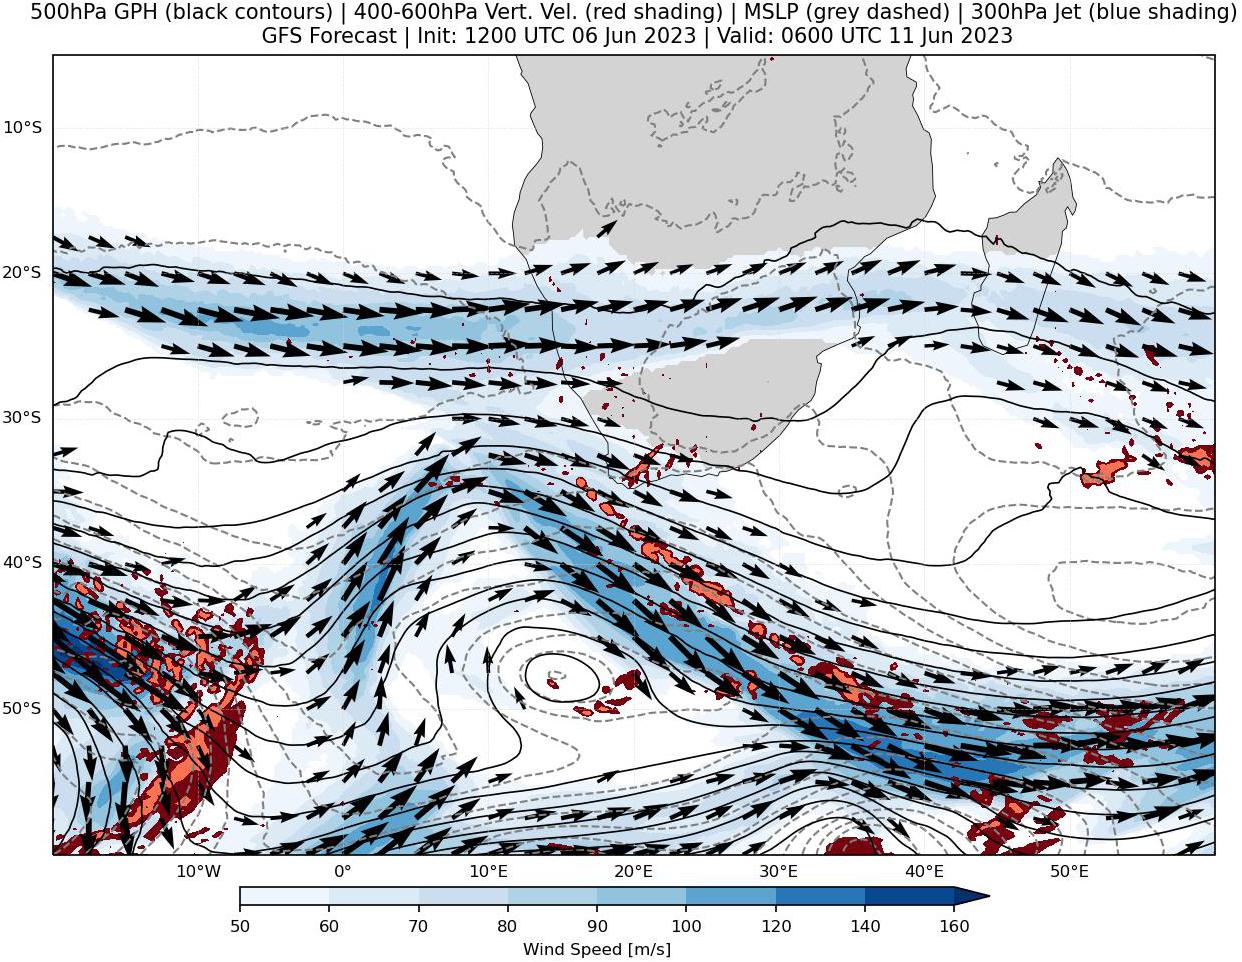 500hPa GPH (black contours) | 400-600hPa Vert. Vel. (red shading) | MSLP (grey dashed) | 300hPa Jet (blue shading)
GFS Forecast | Init: 1200 UTC 06 Jun 2023 | Valid: 0600 UTC 11 Jun 2023
10°S
20°S
30°S
40°S
50°S
10°W 0° 10°E 20°E 30°E 40°E 50°E
50 60 70 80 90 100 120 140 160
Wind Speed [m/s]